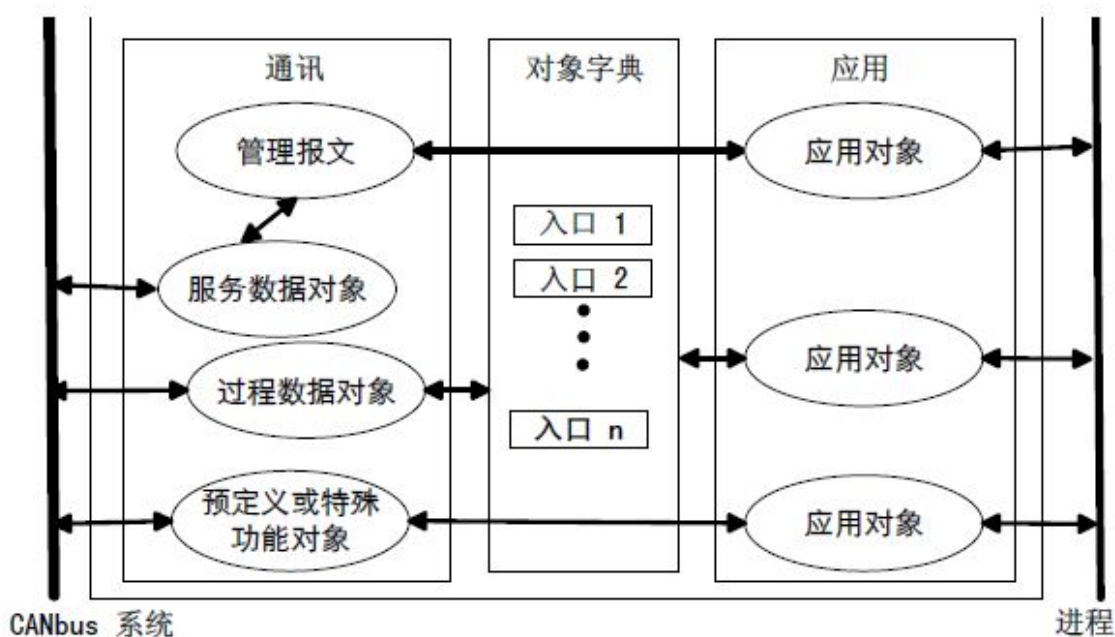 通讯
对象字典
应用
管理报文
应用对象
入口 1
入口 2
服务数据对象
过程数据对象
应用对象
入口 n
预定义或特殊
功能对象
应用对象
CANbus 系统
进程